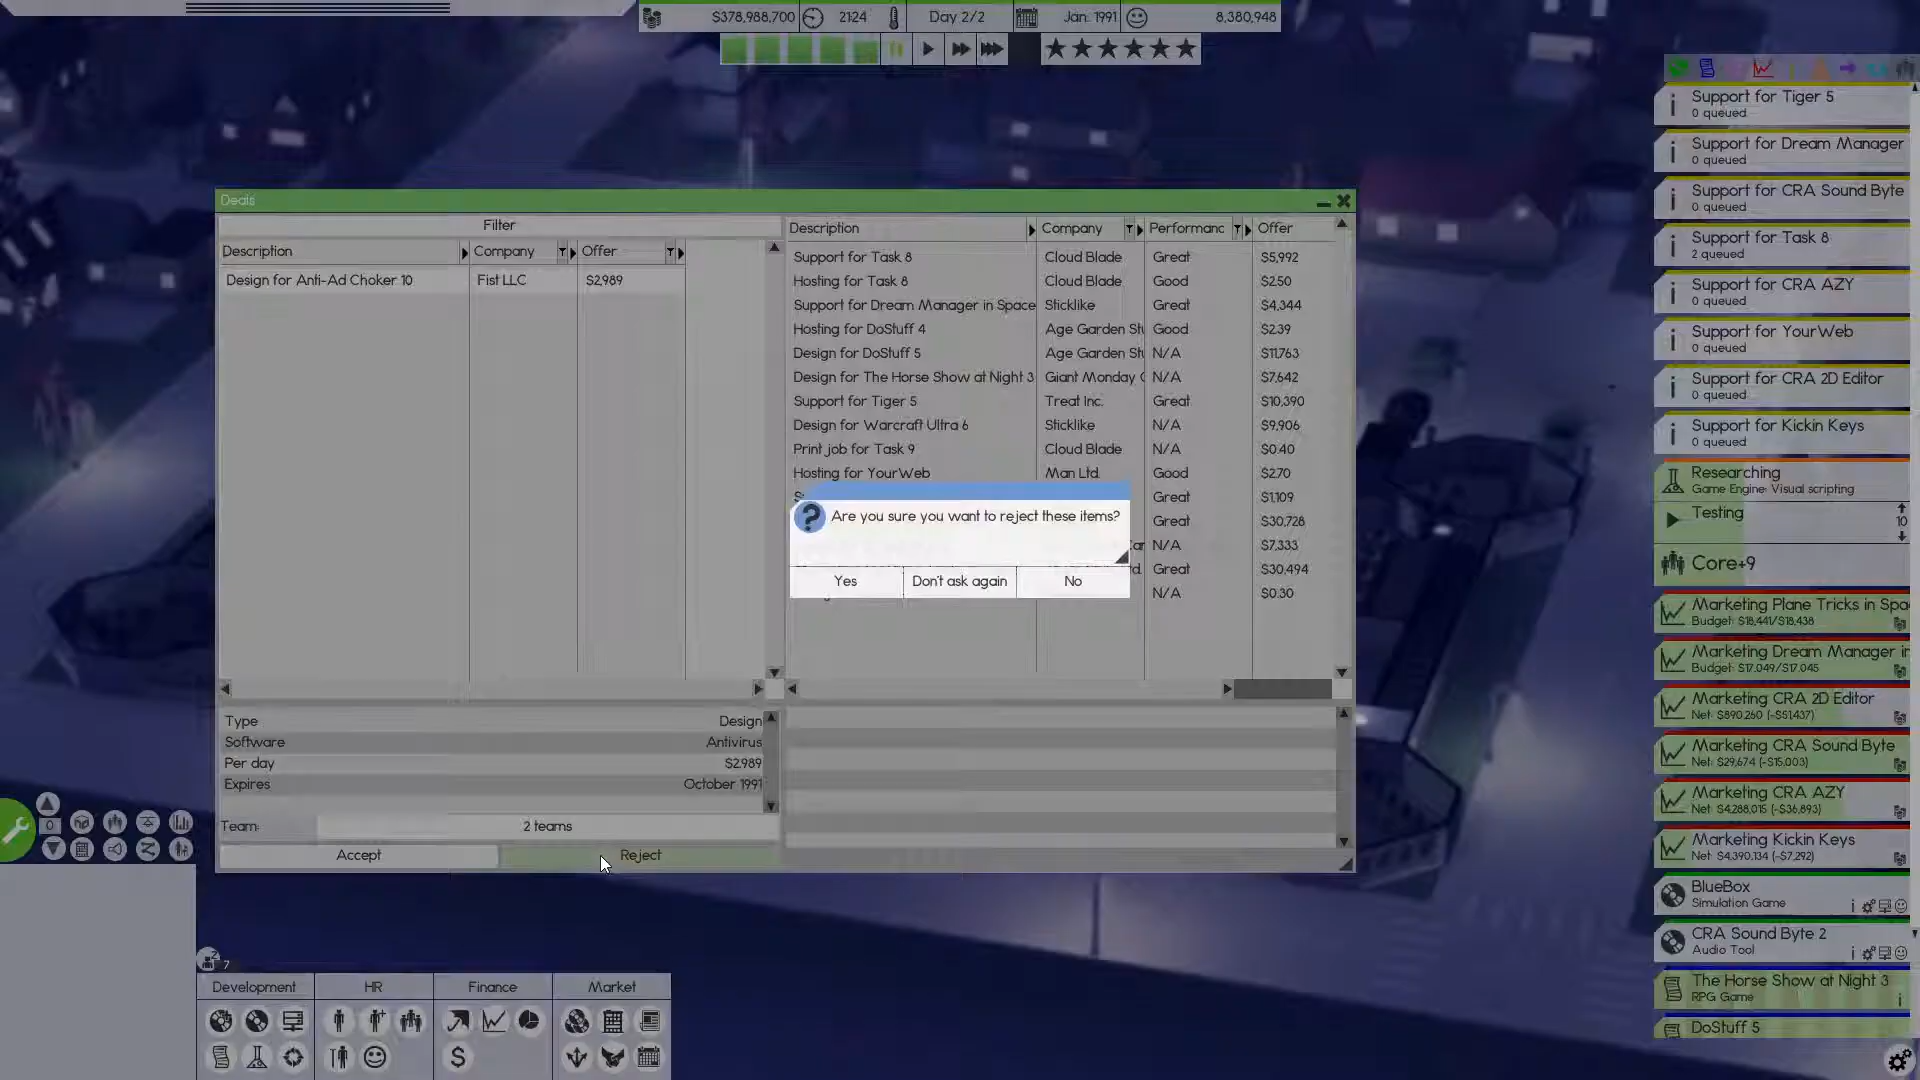 $378,988,700
21:24
Day 2/2
Jan. 1991
8,380,948
Deals
Filter
Description Company Offer
Design for Anti-Ad Choker 10 Fist LLC $2,989
Type Design
Software Antivirus
Per day $2.989
Expires October 1991
Team: 2 teams
Accept Reject
Description Company Performanc Offer
Support for Task 8 Cloud Blade Great $5,992
Hosting for Task 8 Cloud Blade Good $250
Support for Dream Manager in Space Sticklike Great $4,344
Hosting for DoStuff 4 Age Garden Stu Good $239
Design for DoStuff 5 Age Garden Stu N/A $11,763
Design for The Horse Show at Night 3 Giant Monday N/A $7,642
Support for Tiger 5 Treat Inc. Great $10,390
Design for Warcraft Ultra 6 Sticklike N/A $9,906
Print job for Task 9 Cloud Blade N/A $0.40
Hosting for YourWeb Man Ltd. Good $270
Great $1,109
Great $30,728
N/A $7,333
Great $30,494
N/A $0.30
Are you sure you want to reject these items?
Yes Don't ask again No
Support for Tiger 5
0 queued
Support for Dream Manager
0 queued
Support for CRA Sound Byte
0 queued
Support for Task 8
2 queued
Support for CRA AZY
0 queued
Support for YourWeb
0 queued
Support for CRA 2D Editor
0 queued
Support for Kickin Keys
0 queued
Researching
Game Engine: Visual scripting
Testing
10
Core+9
Marketing Plane Tricks in Spa
Budget: $18,441/$18,438
Marketing Dream Manager in
Budget: $17.049/$17.045
Marketing CRA 2D Editor
Net: $890,260 (-$51,437)
Marketing CRA Sound Byte
Net: $29,674 (-$15,003)
Marketing CRA AZY
Net: $4,288,015 (-$36,893)
Marketing Kickin Keys
Net: $4,390,134 (-$7,292)
BlueBox
Simulation Game
CRA Sound Byte 2
Audio Tool
The Horse Show at Night 3
RPG Game
DoStuff 5
0
7
Development HR Finance Market